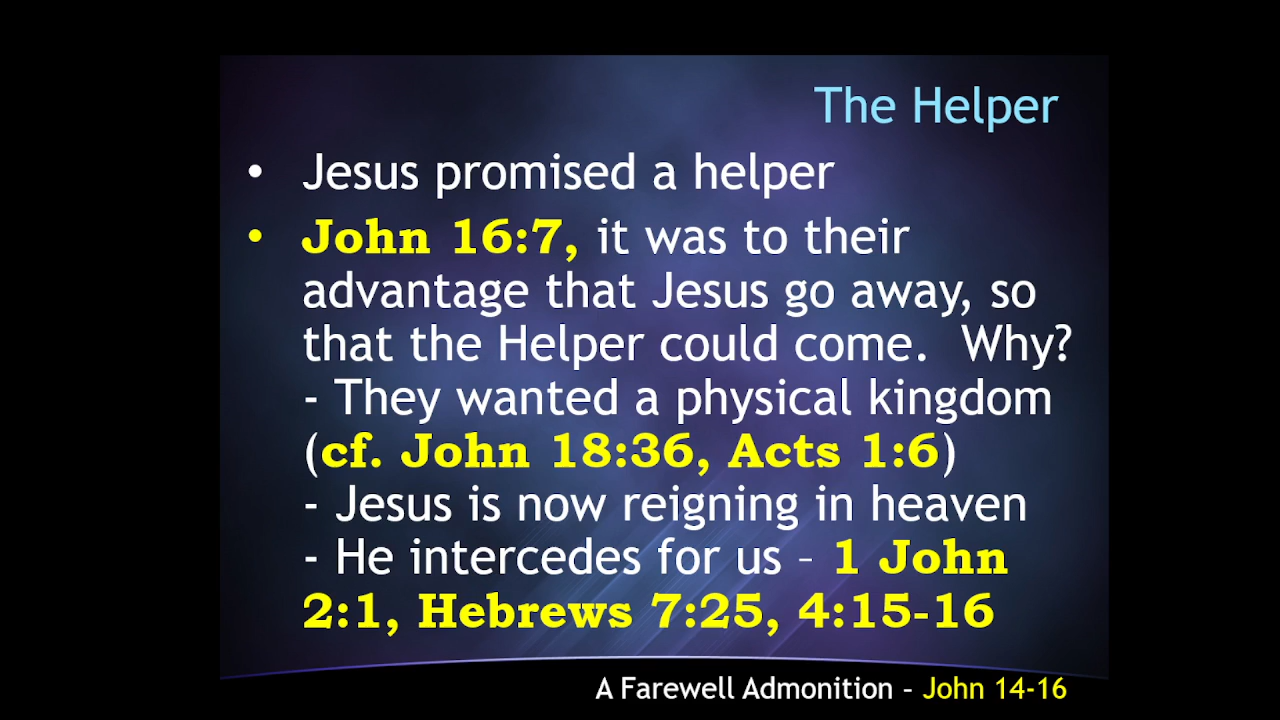 The Helper
• Jesus promised a helper
• John 16:7, it was to their
advantage that Jesus go away, so
that the Helper could come.  Why?
- They wanted a physical kingdom
(cf. John 18:36, Acts 1:6)
- Jesus is now reigning in heaven
- He intercedes for us – 1 John
2:1, Hebrews 7:25, 4:15-16
A Farewell Admonition – John 14-16